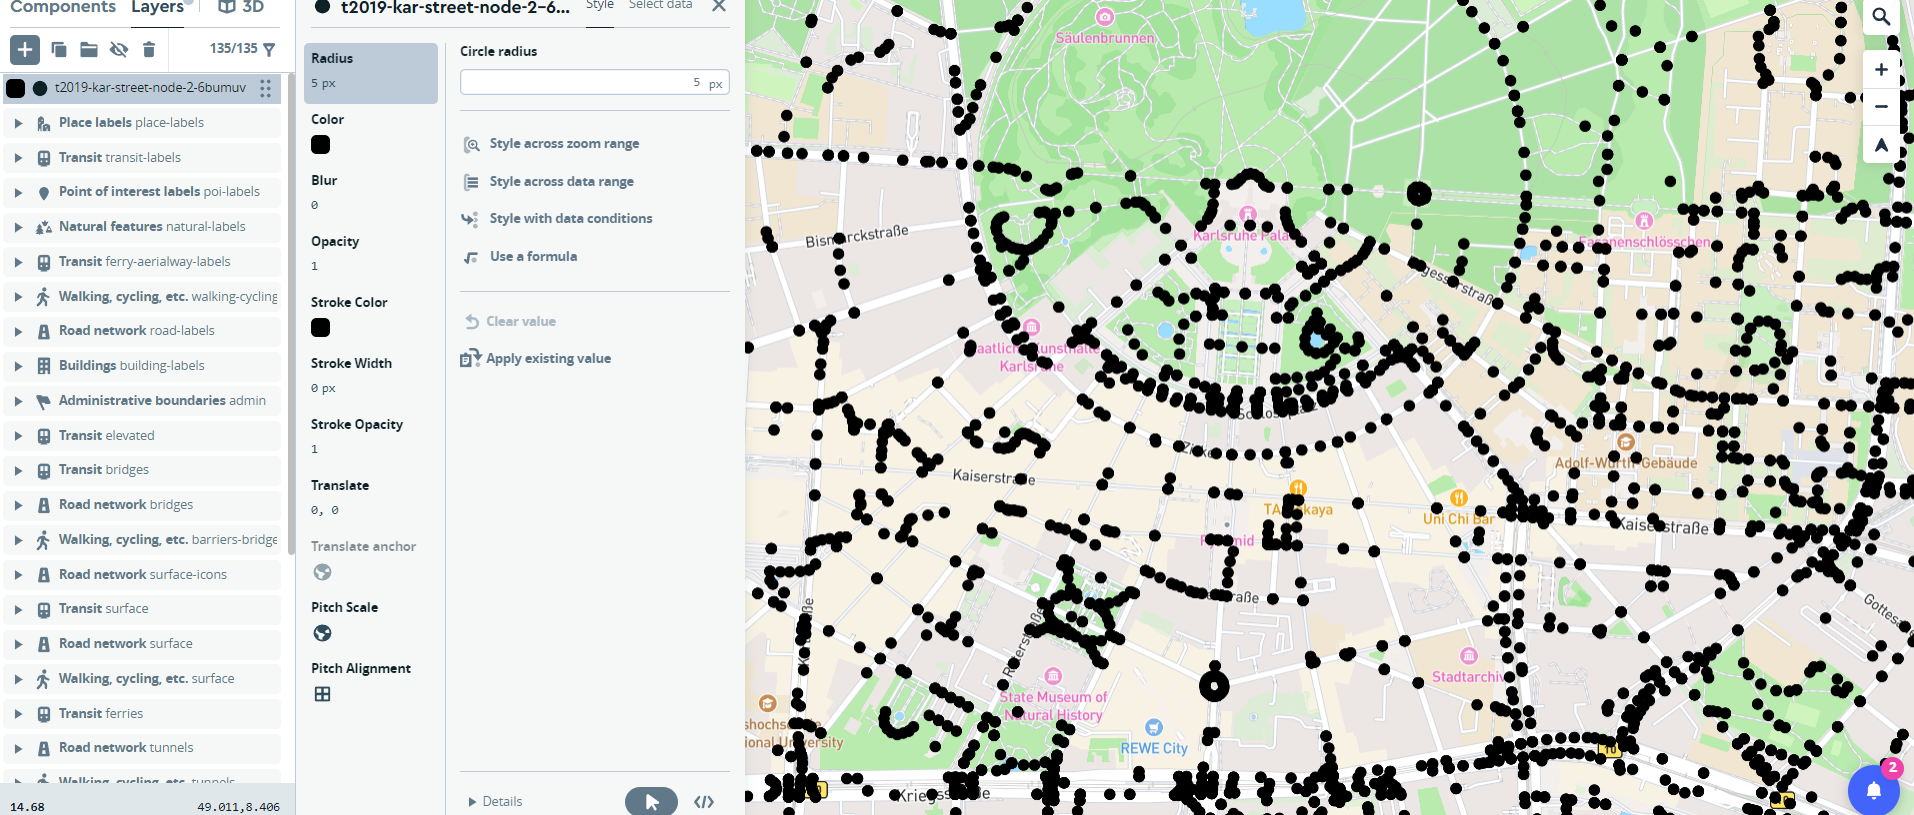 Components
Layers
3D
135/135
t2019-kar-street-node-2-6bumuv
Place labels place-labels
Transit transit-labels
Point of interest labels poi-labels
Natural features natural-labels
Transit ferry-aerialway-labels
Walking, cycling, etc. walking-cycling
Road network road-labels
Buildings building-labels
Administrative boundaries admin
Transit elevated
Transit bridges
Road network bridges
Walking, cycling, etc. barriers-bridge
Road network surface-icons
Transit surface
Road network surface
Walking, cycling, etc. surface
Transit ferries
Road network tunnels
Walking, cycling, etc. tunnels
14.68
49.011,8.406
t2019-kar-street-node-2-6...
Style
Select data
Radius
5 px
Color
Blur
0
Opacity
1
Stroke Color
Stroke Width
0 px
Stroke Opacity
1
Translate
0, 0
Translate anchor
Pitch Scale
Pitch Alignment
Circle radius
5 px
Style across zoom range
Style across data range
Style with data conditions
Use a formula
Clear value
Apply existing value
Details
Säulenbrunnen
Bismarckstraße
Karlsruhe Pala
Fasanenschlösschen
Karlsruhe
Kaiserstraße
Adolf-Würth-Gebäude
Uni Chi Bar
Kaiserstraße
Stadtarchiv
State Museum of
Natural History
REWE City
ional University
Kriegsstraße
10
2